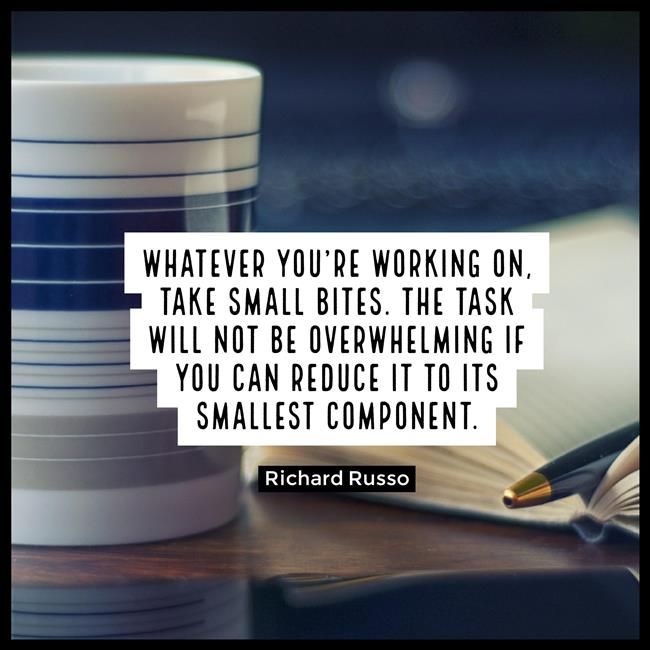 WHATEVER YOU'RE WORKING ON,
TAKE SMALL BITES. THE TASK
WILL NOT BE OVERWHELMING IF
YOU CAN REDUCE IT TO ITS
SMALLEST COMPONENT.
Richard Russo